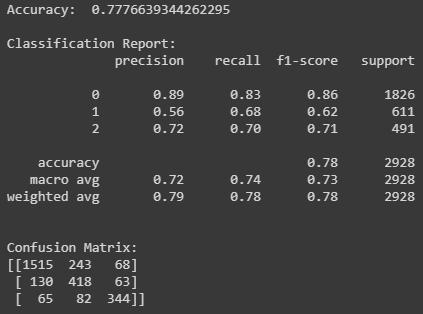 Accuracy:  0.7776639344262295
Classification Report:
              precision    recall  f1-score   support
           0       0.89      0.83      0.86      1826
           1       0.56      0.68      0.62       611
           2       0.72      0.70      0.71       491
    accuracy                           0.78      2928
   macro avg       0.72      0.74      0.73      2928
weighted avg       0.79      0.78      0.78      2928
Confusion Matrix:
[[1515  243   68]
 [ 130  418   63]
 [  65   82  344]]